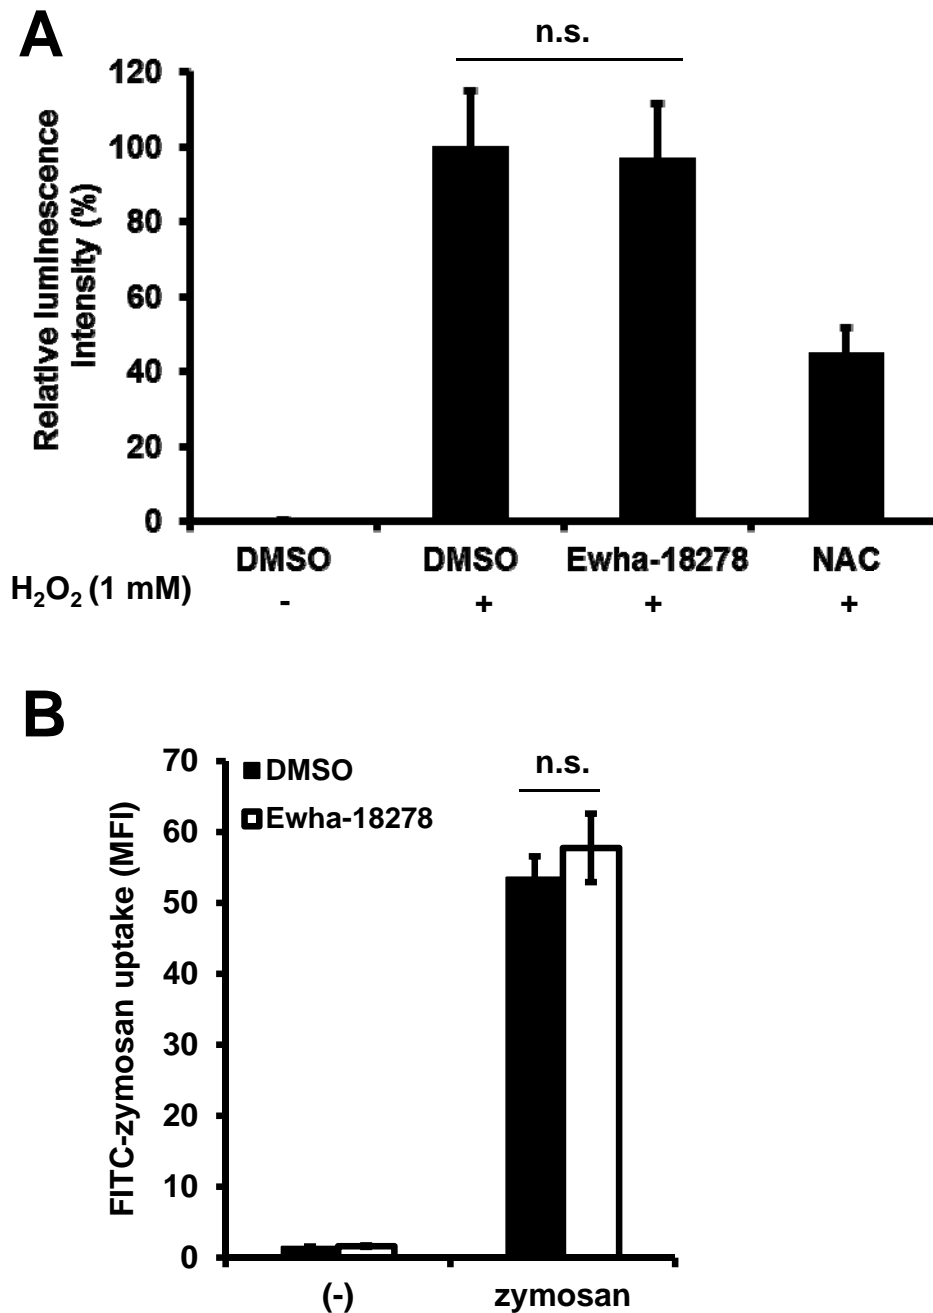 A
n.s.
120
100
80
60
40
20
0
Relative luminescence
Intensity (%)
DMSO DMSO Ewha-18278 NAC
H₂O₂ (1 mM) - + + +
B
n.s.
70
60
50
40
30
20
10
0
DMSO
Ewha-18278
FITC-zymosan uptake (MFI)
(-) zymosan